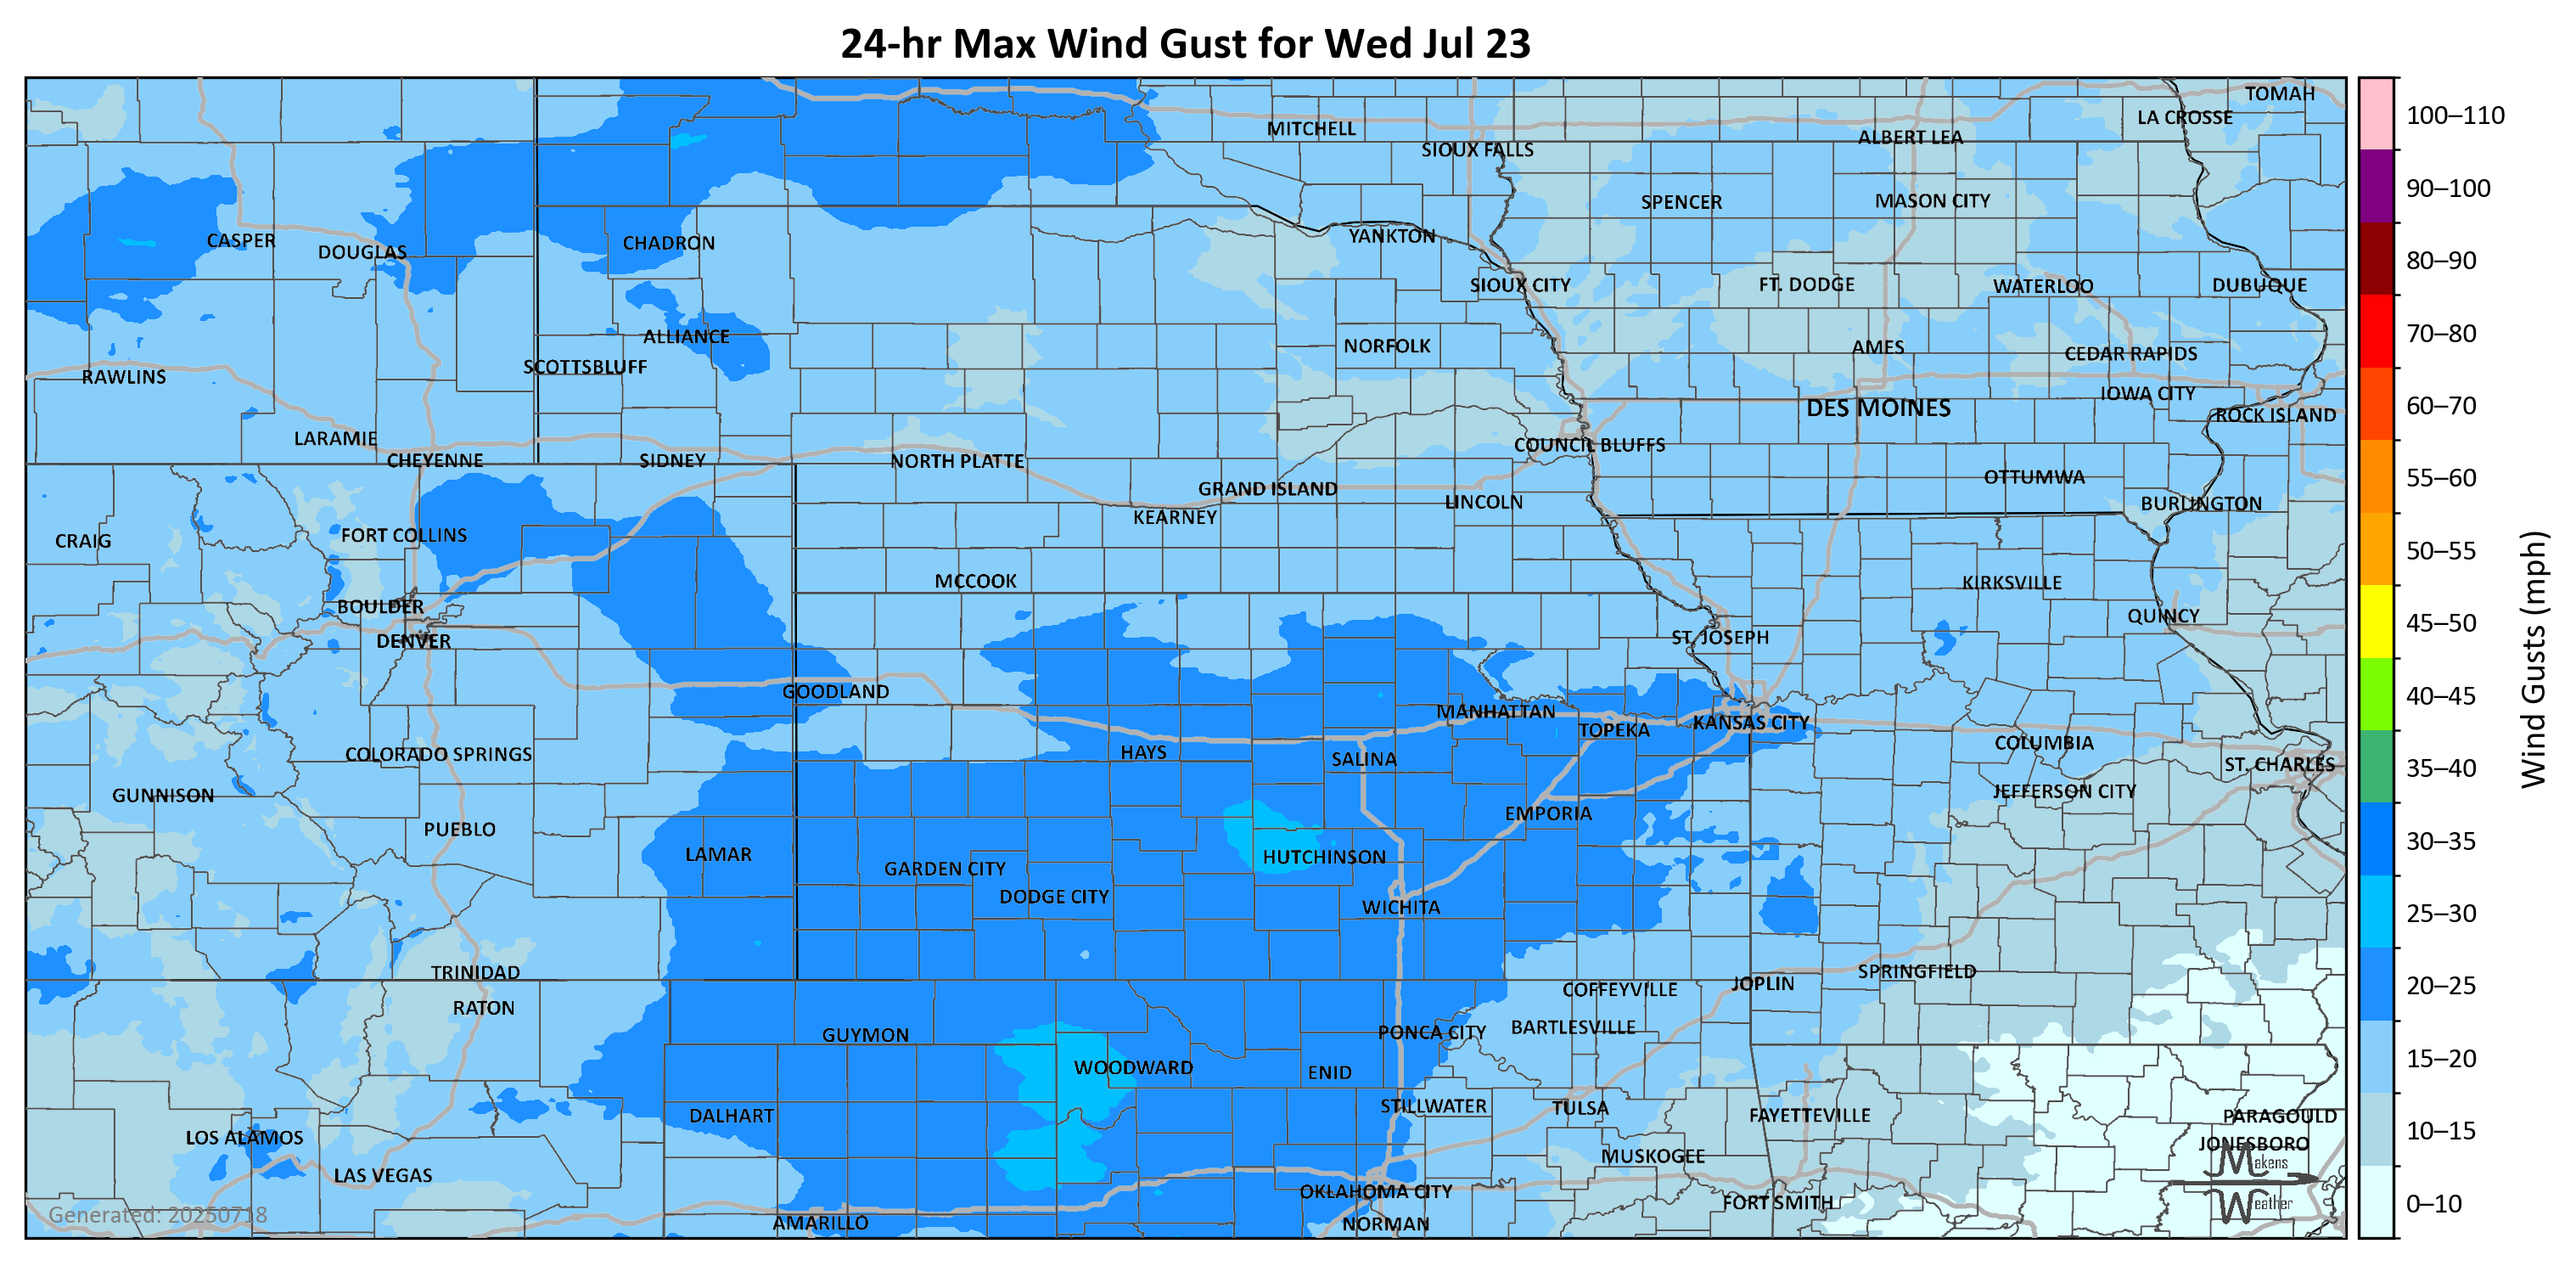 24-hr Max Wind Gust for Wed Jul 23
TOMAH
LA CROSSE
MITCHELL
ALBERT LEA
SIOUX FALLS
SPENCER
MASON CITY
CASPER
DOUGLAS
CHADRON
YANKTON
SIOUX CITY
FT. DODGE
WATERLOO
DUBUQUE
ALLIANCE
NORFOLK
AMES
CEDAR RAPIDS
SCOTTSBLUFF
RAWLINS
IOWA CITY
DES MOINES
ROCK ISLAND
LARAMIE
COUNCIL BLUFFS
CHEYENNE
SIDNEY
NORTH PLATTE
OTTUMWA
GRAND ISLAND
LINCOLN
BURLINGTON
KEARNEY
FORT COLLINS
CRAIG
MCCOOK
KIRKSVILLE
BOULDER
QUINCY
DENVER
ST. JOSEPH
GOODLAND
MANHATTAN
TOPEKA
KANSAS CITY
COLUMBIA
COLORADO SPRINGS
HAYS
SALINA
ST. CHARLES
GUNNISON
JEFFERSON CITY
EMPORIA
PUEBLO
LAMAR
HUTCHINSON
GARDEN CITY
DODGE CITY
WICHITA
TRINIDAD
SPRINGFIELD
JOPLIN
COFFEYVILLE
RATON
GUYMON
PONCA CITY
BARTLESVILLE
WOODWARD
ENID
STILLWATER
TULSA
DALHART
FAYETTEVILLE
PARAGOULD
LOS ALAMOS
JONESBORO
MUSKOGEE
LAS VEGAS
OKLAHOMA CITY
FORT SMITH
AMARILLO
NORMAN
Generated: 20250718
Makens
Weather
100–110
90–100
80–90
70–80
60–70
55–60
50–55
45–50
40–45
35–40
30–35
25–30
20–25
15–20
10–15
0–10
Wind Gusts (mph)